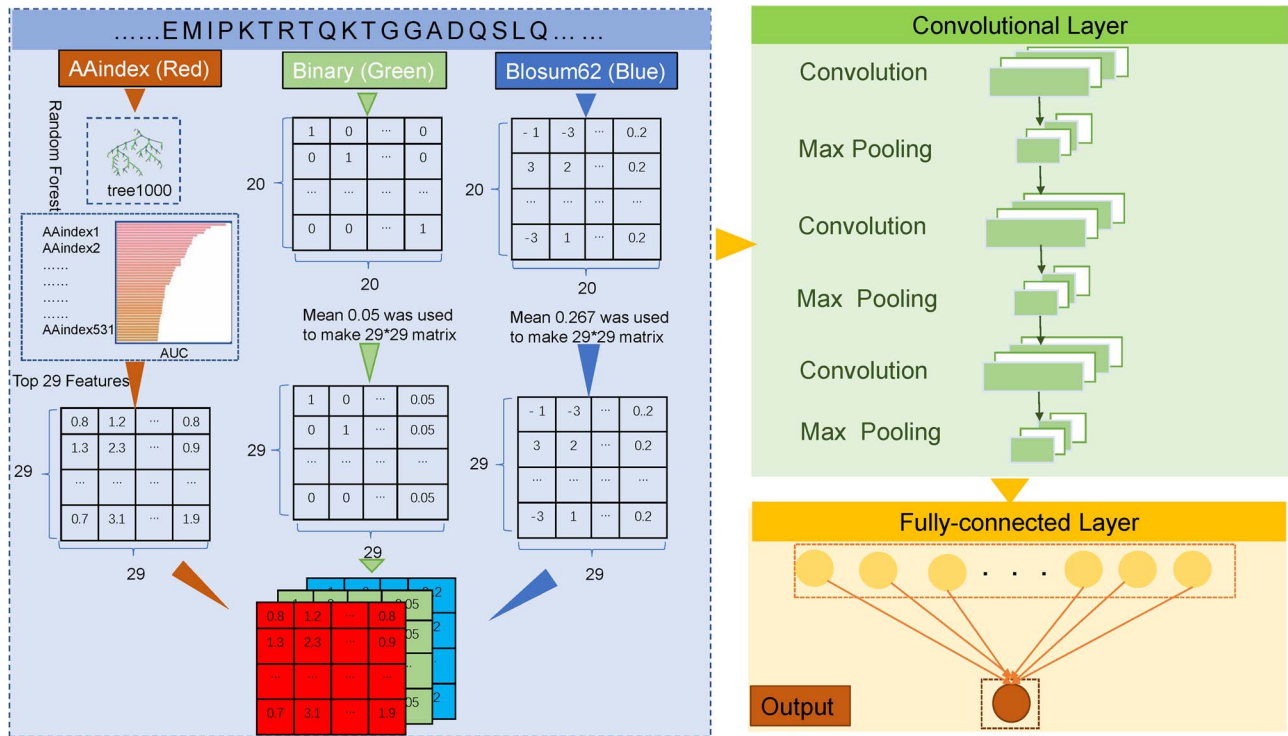 ……EMIPKTRTQKTGGADQSLQ… …
AAindex (Red)
Binary (Green)
Blosum62 (Blue)
Random Forest
tree1000
AAindex1
AAindex2
……
……
……
……
AAindex531
AUC
Top 29 Features
0.8 1.2 ... 0.8
1.3 2.3 ... 0.9
... ... ... ...
0.7 3.1 ... 1.9
29
29
1 0 ... 0
0 1 ... 0
... ... ... ...
0 0 ... 1
20
20
Mean 0.05 was used
to make 29*29 matrix
1 0 ... 0.05
0 1 ... 0.05
... ... ... ...
0 0 ... 0.05
29
29
- 1 -3 ... 0..2
3 2 ... 0.2
... ... ... ...
-3 1 ... 0.2
20
20
Mean 0.267 was used
to make 29*29 matrix
- 1 -3 ... 0..2
3 2 ... 0.2
... ... ... ...
-3 1 ... 0.2
29
29
0.8 1.2 ... 0.8
1.3 2.3 ... 0.9
... ... ... ...
0.7 3.1 ... 1.9
Convolutional Layer
Convolution
Max Pooling
Convolution
Max Pooling
Convolution
Max Pooling
Fully-connected Layer
. . .
Output